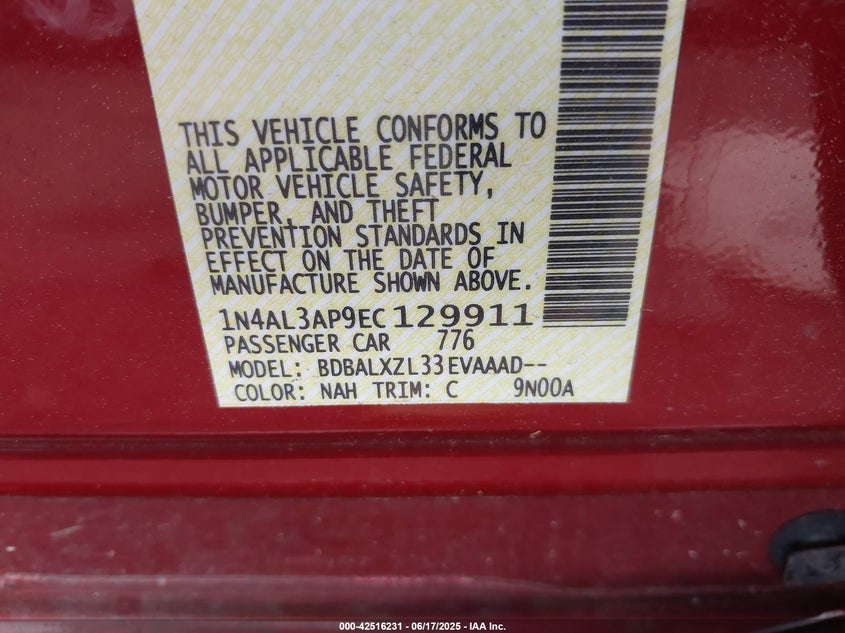 THIS VEHICLE CONFORMS TO
ALL APPLICABLE FEDERAL
MOTOR VEHICLE SAFETY,
BUMPER, AND THEFT
PREVENTION STANDARDS IN
EFFECT ON THE DATE OF
MANUFACTURE SHOWN ABOVE.
1N4AL3AP9EC129911
PASSENGER CAR 776
MODEL: BDBALXZL33EVAAAD--
COLOR: NAH TRIM: C 9N00A
000-42516231 - 06/17/2025 - IAA Inc.